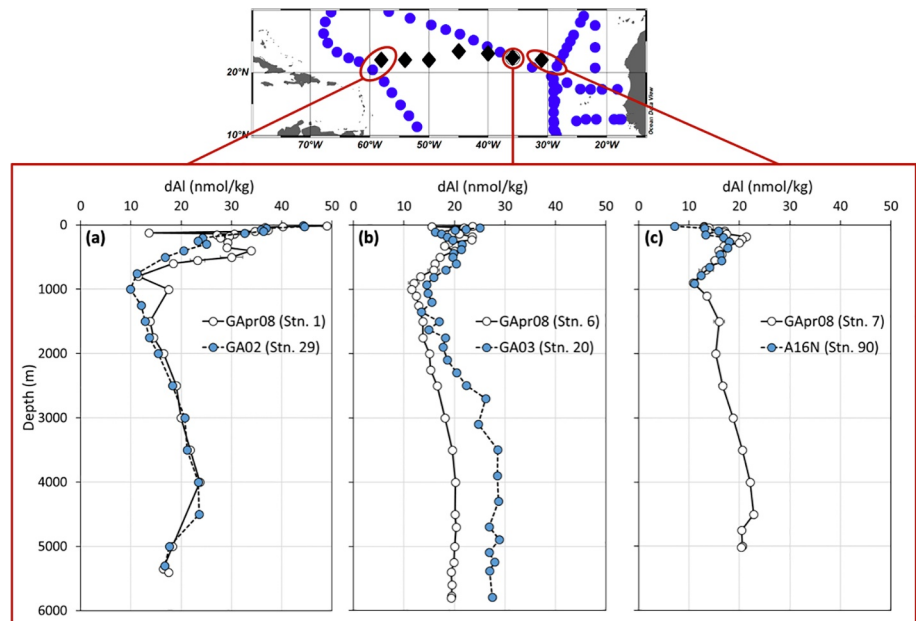 20°N
10°N
70°W 60°W 50°W 40°W 30°W 20°W
Ocean Data View
dAl (nmol/kg) dAl (nmol/kg) dAl (nmol/kg)
0 10 20 30 40 50 0 10 20 30 40 50 0 10 20 30 40 50
0
(a) (b) (c)
1000
GApr08 (Stn. 1) GApr08 (Stn. 6) GApr08 (Stn. 7)
GA02 (Stn. 29) GA03 (Stn. 20) A16N (Stn. 90)
2000
Depth (m)
3000
4000
5000
6000